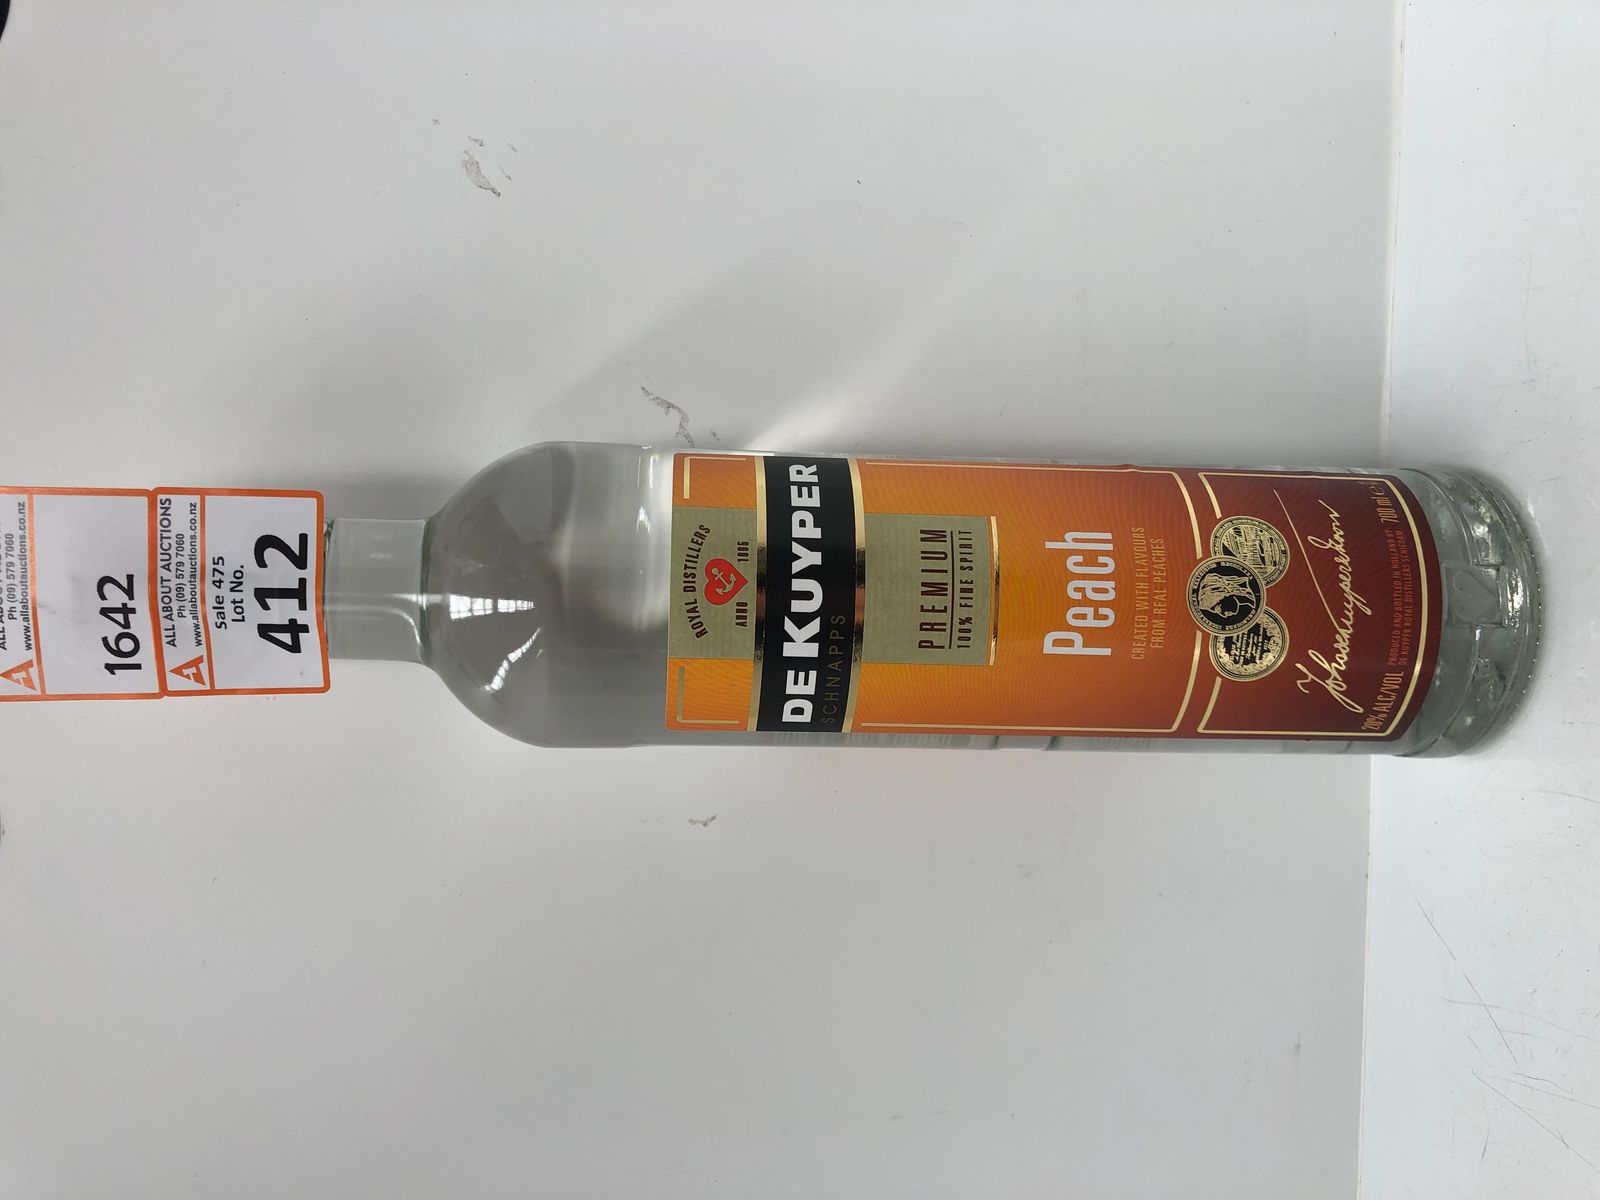 ALL ABOUT AUCTIONS
Ph (09) 579 7060
www.allaboutauctions.co.nz
1642
ALL ABOUT AUCTIONS
Ph (09) 579 7060
www.allaboutauctions.co.nz
Sale 475
Lot No.
412
ROYAL DISTILLERS
ANNO 1695
DE KUYPER
SCHNAPPS
PREMIUM
100% FINE SPIRIT
Peach
CREATED WITH FLAVOURS
FROM REAL PEACHES
PRODUCED AND BOTTLED IN HOLLAND BY
DE KUYPER ROYAL DISTILLERS SCHIEDAM
20% ALC/VOL 700 ml e